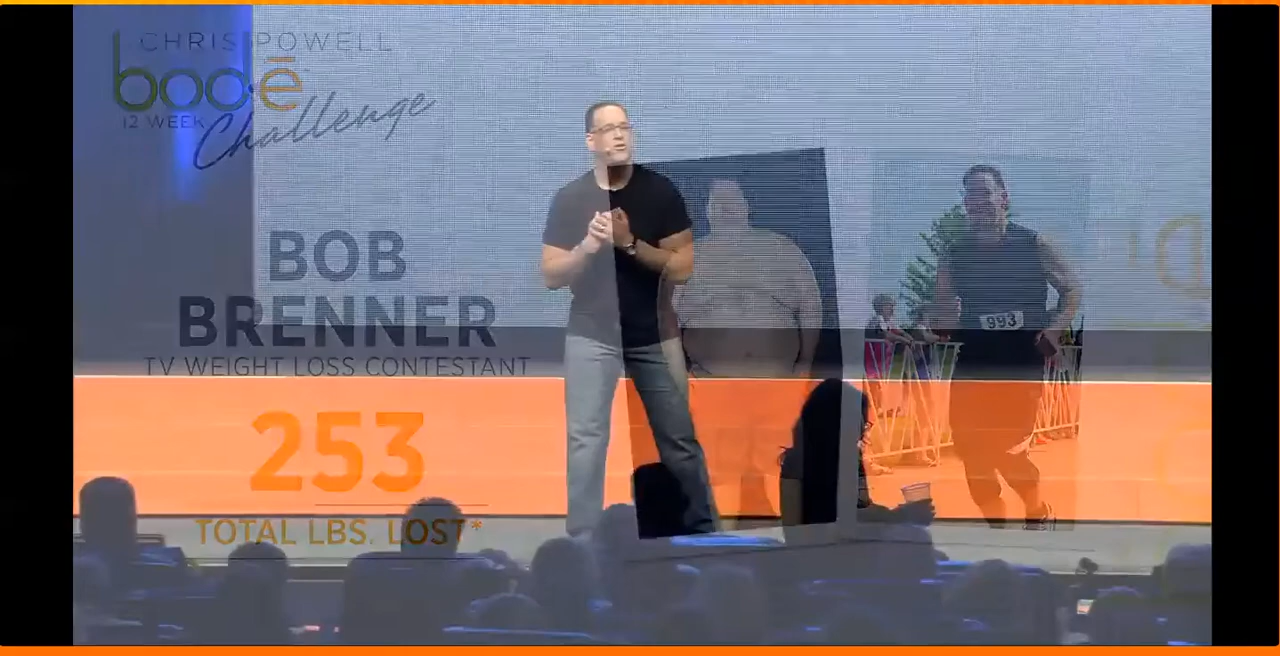 CHRIS POWELL
bodē
12 WEEK
Challenge
BOB
BRENNER
TV WEIGHT LOSS CONTESTANT
253
TOTAL LBS. LOST*
993